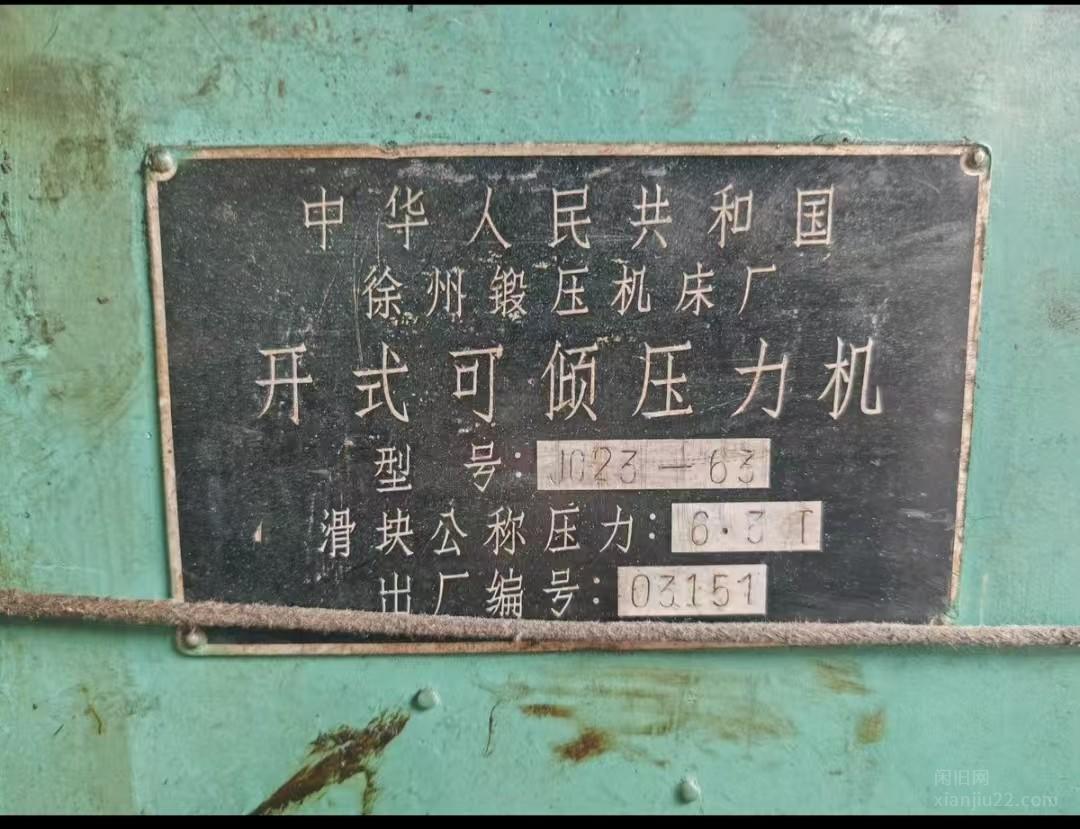 中华人民共和国
徐州锻压机床厂
开式可倾压力机
型号：J023—63
滑块公称压力：6.3T
出厂编号：03151
闲旧网
xianjiu22.com